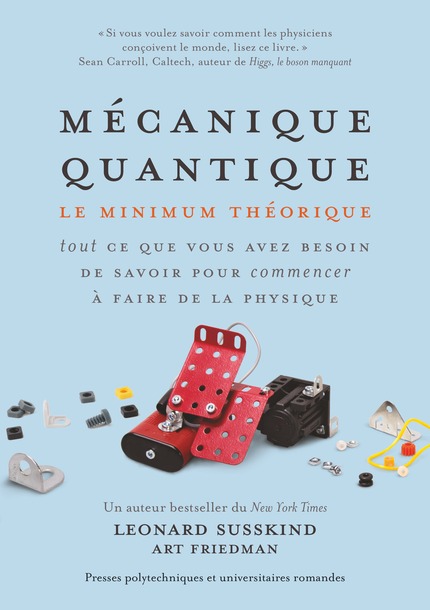 « Si vous voulez savoir comment les physiciens
conçoivent le monde, lisez ce livre. »
Sean Carroll, Caltech, auteur de Higgs, le boson manquant
MÉCANIQUE
QUANTIQUE
LE MINIMUM THÉORIQUE
tout CE QUE VOUS AVEZ BESOIN
DE SAVOIR POUR commencer
À FAIRE DE LA PHYSIQUE
Un auteur bestseller du New York Times
LEONARD SUSSKIND
ART FRIEDMAN
Presses polytechniques et universitaires romandes